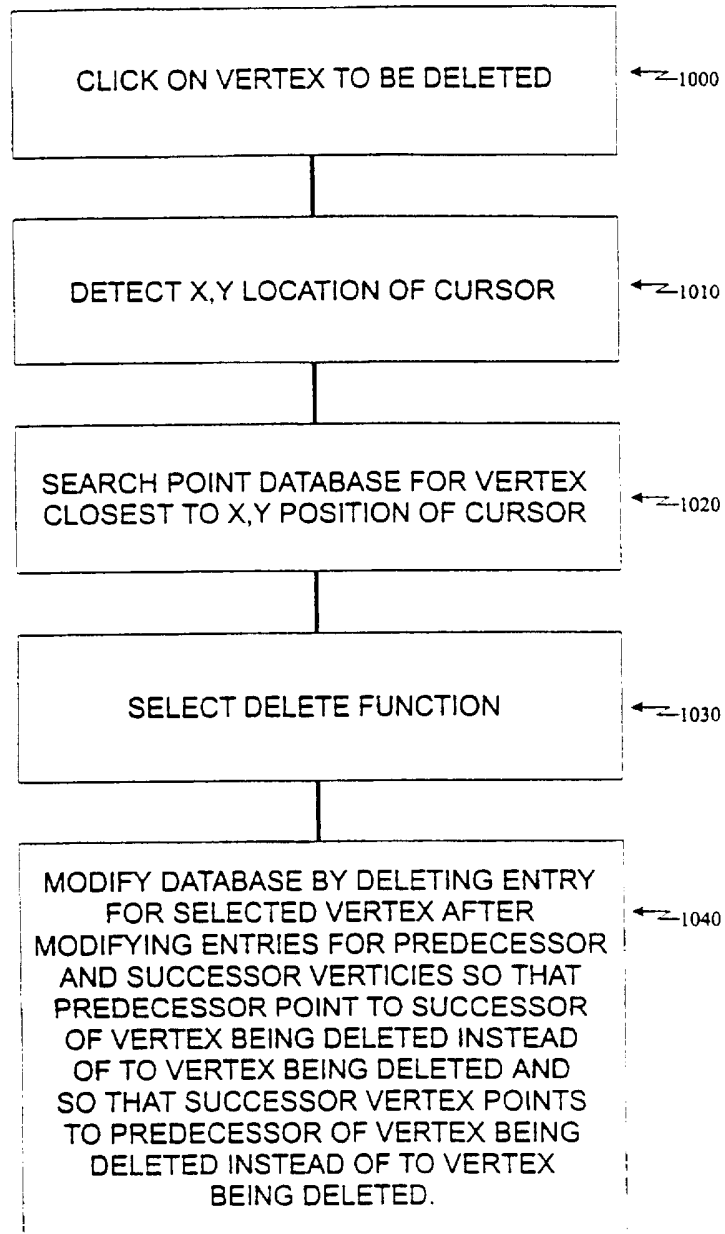 CLICK ON VERTEX TO BE DELETED
1000
DETECT X,Y LOCATION OF CURSOR
1010
SEARCH POINT DATABASE FOR VERTEX
CLOSEST TO X,Y POSITION OF CURSOR
1020
SELECT DELETE FUNCTION
1030
MODIFY DATABASE BY DELETING ENTRY
FOR SELECTED VERTEX AFTER
MODIFYING ENTRIES FOR PREDECESSOR
AND SUCCESSOR VERTICIES SO THAT
PREDECESSOR POINT TO SUCCESSOR
OF VERTEX BEING DELETED INSTEAD
OF TO VERTEX BEING DELETED AND
SO THAT SUCCESSOR VERTEX POINTS
TO PREDECESSOR OF VERTEX BEING
DELETED INSTEAD OF TO VERTEX
BEING DELETED.
1040